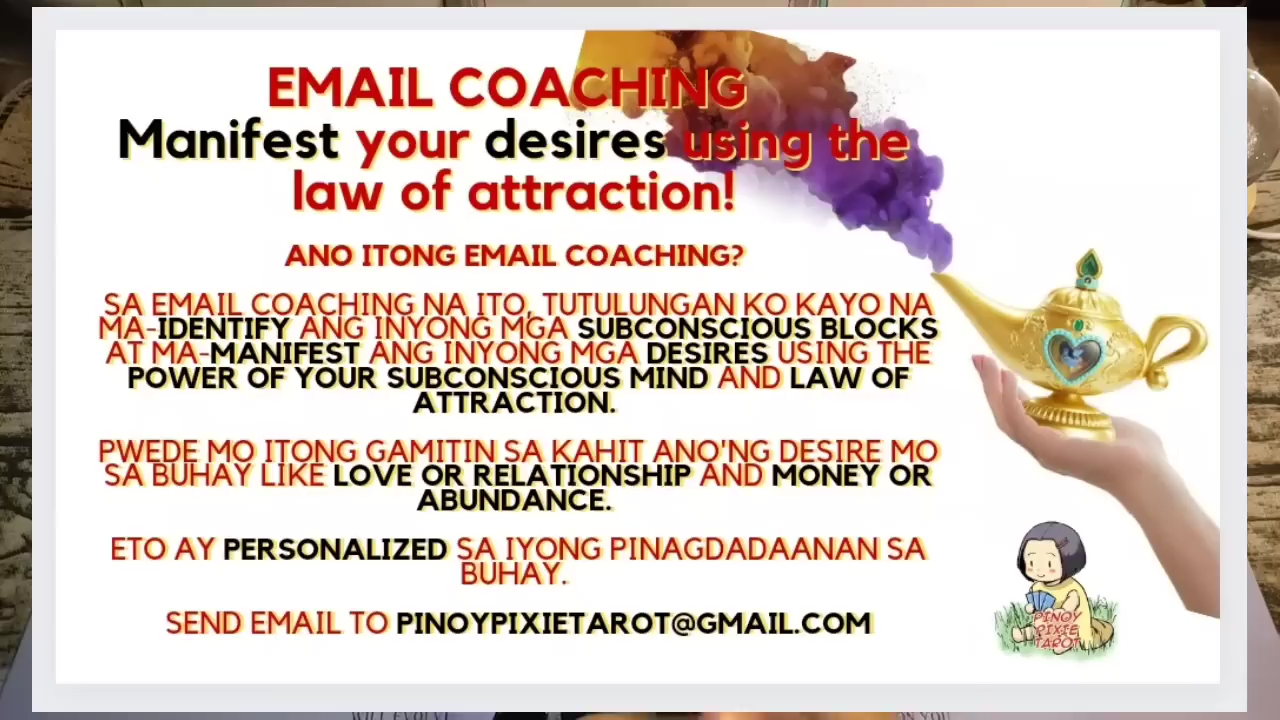 EMAIL COACHING
Manifest your desires using the
law of attraction!
ANO ITONG EMAIL COACHING?
SA EMAIL COACHING NA ITO, TUTULUNGAN KO KAYO NA
MA-IDENTIFY ANG INYONG MGA SUBCONSCIOUS BLOCKS
AT MA-MANIFEST ANG INYONG MGA DESIRES USING THE
POWER OF YOUR SUBCONSCIOUS MIND AND LAW OF
ATTRACTION.
PWEDE MO ITONG GAMITIN SA KAHIT ANO'NG DESIRE MO
SA BUHAY LIKE LOVE OR RELATIONSHIP AND MONEY OR
ABUNDANCE.
ETO AY PERSONALIZED SA IYONG PINAGDADAANAN SA
BUHAY.
SEND EMAIL TO PINOYPIXIETAROT@GMAIL.COM
PINOY
PIXIE
TAROT
WILL EVOLVE
ON YOU